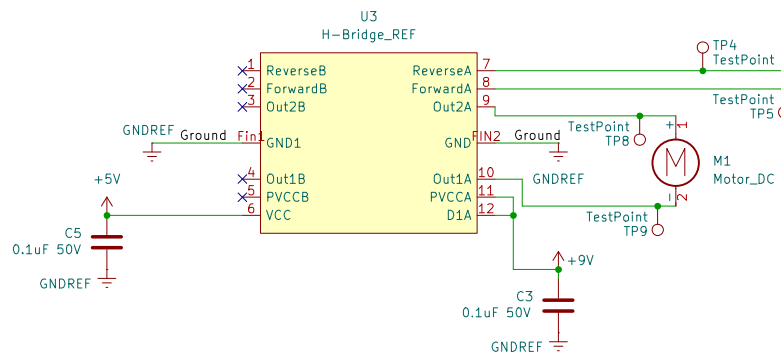 U3
H-Bridge_REF
TP4
TestPoint
1 ReverseB ReverseA 7
2 ForwardB ForwardA 8
3 Out2B Out2A 9
TestPoint
TP5
GNDREF Ground Fin1 GND1 GND FIN2 Ground
TestPoint
TP8
+ 1
M
M1
Motor_DC
- 2
4 Out1B Out1A 10
GNDREF
5 PVCCB PVCCA 11
6 VCC D1A 12
+5V
TestPoint
TP9
C5
0.1uF 50V
GNDREF
+9V
C3
0.1uF 50V
GNDREF